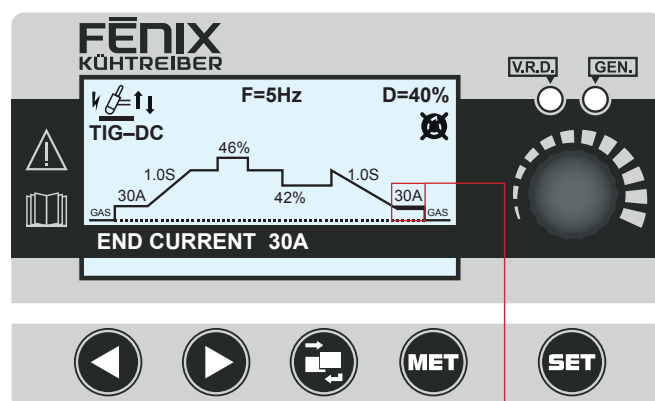 FĒNIX
KÜHTREIBER
V.R.D. GEN.
F=5Hz D=40%
TIG–DC
46%
1.0S 1.0S
30A 42% 30A
GAS GAS
END CURRENT 30A
MET SET